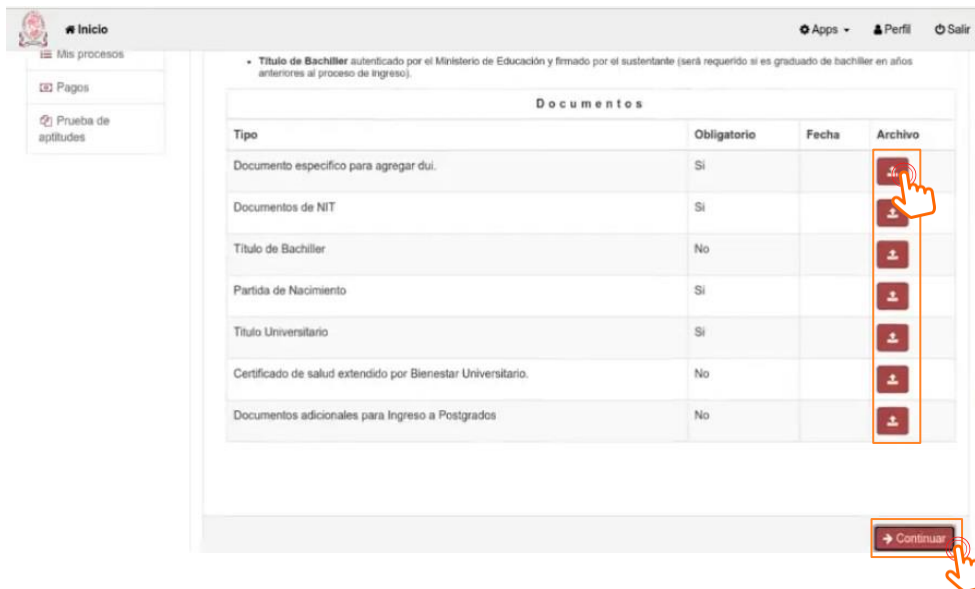 Inicio
Apps
Perfil
Salir
Mis procesos
Pagos
Prueba de
aptitudes
Título de Bachiller autenticado por el Ministerio de Educación y firmado por el sustentante (será requerido si es graduado de bachiller en años
anteriores al proceso de ingreso).
Documentos
Tipo Obligatorio Fecha Archivo
Documento especifico para agregar dui. Si
Documentos de NIT Si
Título de Bachiller No
Partida de Nacimiento Si
Titulo Universitario Si
Certificado de salud extendido por Bienestar Universitario. No
Documentos adicionales para Ingreso a Postgrados No
Continuar